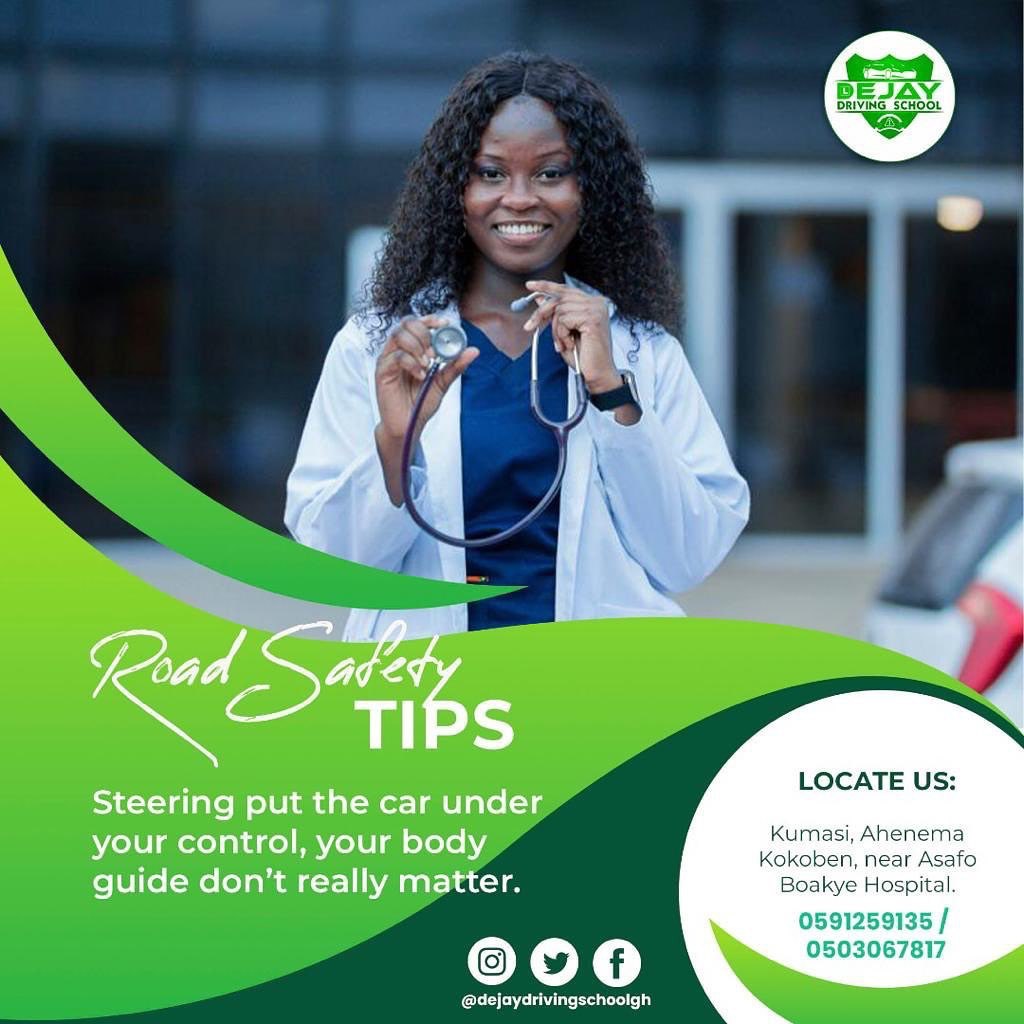 DEJAY
DRIVING SCHOOL
Road Safety
TIPS
Steering put the car under
your control, your body
guide don’t really matter.
LOCATE US:
Kumasi, Ahenema
Kokoben, near Asafo
Boakye Hospital.
0591259135 /
0503067817
@dejaydrivingschoolgh